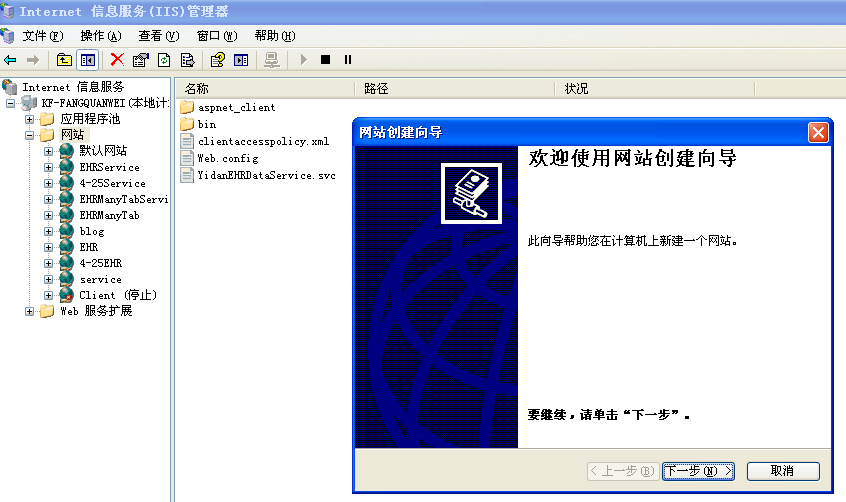 Internet 信息服务(IIS)管理器
文件(F) 操作(A) 查看(V) 窗口(W) 帮助(H)
Internet 信息服务
KF-FANGQUANWEI(本地计
应用程序池
网站
默认网站
EHRService
4-25Service
EHRManyTabServi
EHRManyTab
blog
EHR
4-25EHR
service
Client (停止)
Web 服务扩展
名称 路径 状况
aspnet_client
bin
clientaccesspolicy.xml
Web.config
YidanEHRDataService.svc
网站创建向导
欢迎使用网站创建向导
此向导帮助您在计算机上新建一个网站。
要继续，请单击“下一步”。
< 上一步(B) 下一步(N) > 取消